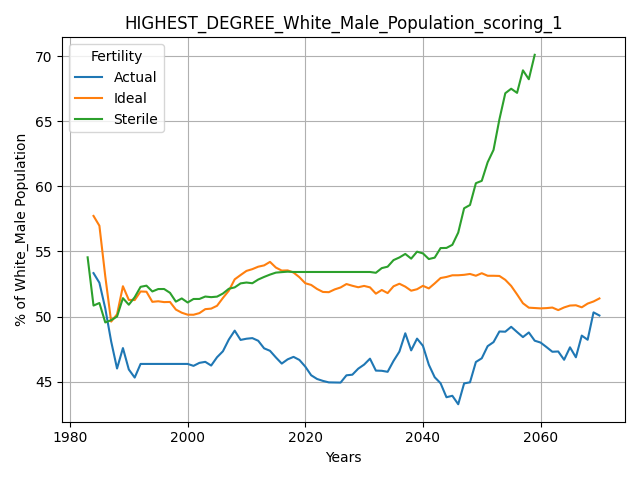 HIGHEST_DEGREE_White_Male_Population_scoring_1
Fertility
Actual
Ideal
Sterile
% of White_Male Population
70
65
60
55
50
45
1980
2000
2020
2040
2060
Years